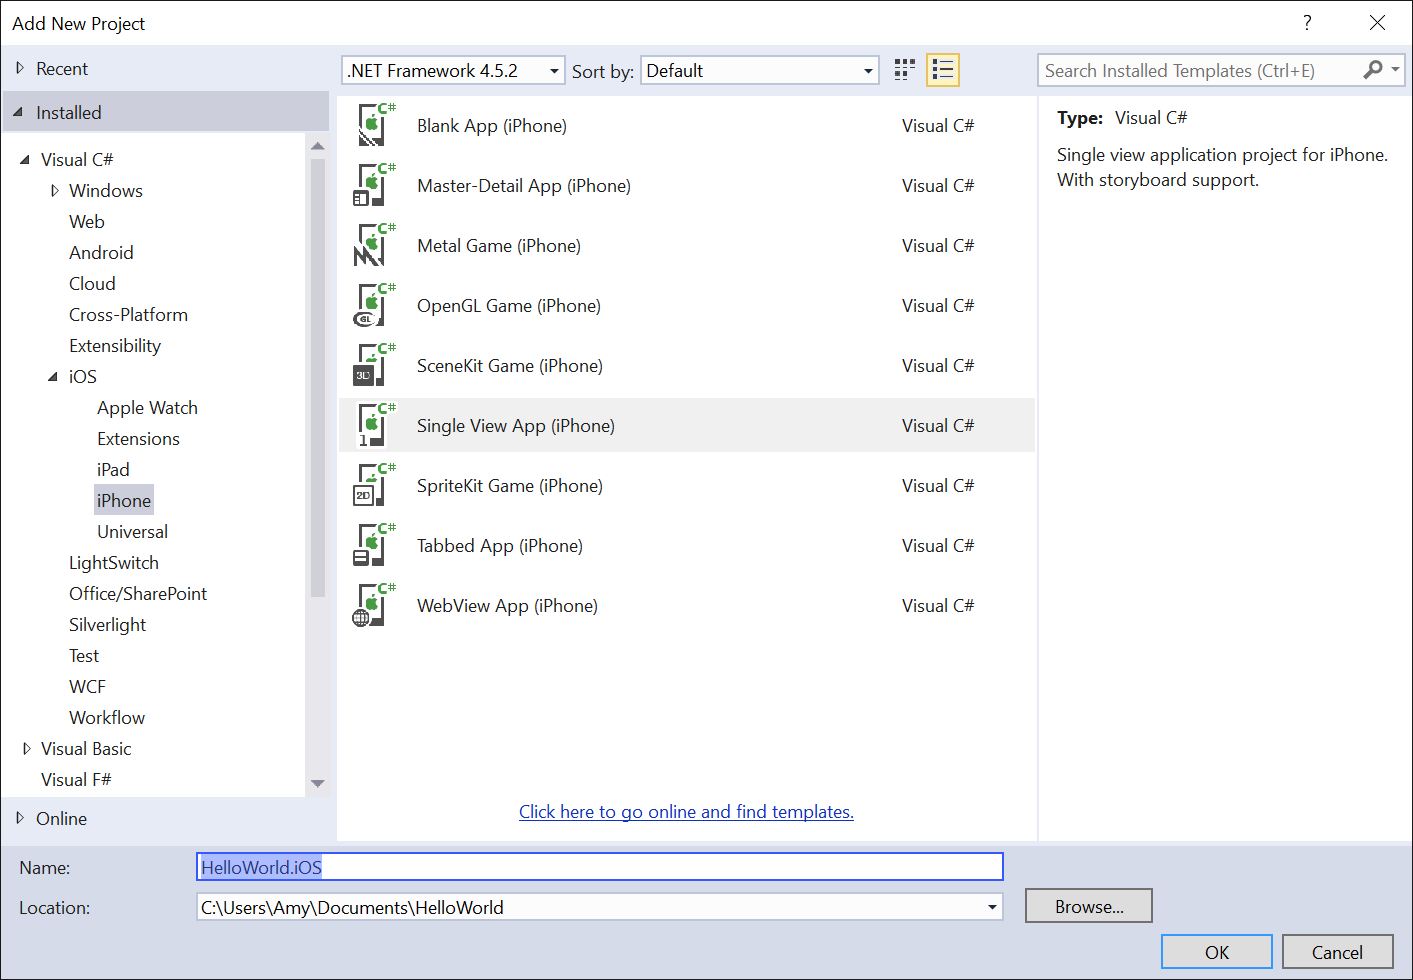 Add New Project
?
Recent
.NET Framework 4.5.2
Sort by:
Default
Search Installed Templates (Ctrl+E)
Installed
Visual C#
Windows
Web
Android
Cloud
Cross-Platform
Extensibility
iOS
Apple Watch
Extensions
iPad
iPhone
Universal
LightSwitch
Office/SharePoint
Silverlight
Test
WCF
Workflow
Visual Basic
Visual F#
Online
C# Blank App (iPhone) Visual C#
C# Master-Detail App (iPhone) Visual C#
C# Metal Game (iPhone) Visual C#
C# GL OpenGL Game (iPhone) Visual C#
C# 3D SceneKit Game (iPhone) Visual C#
C# 1 Single View App (iPhone) Visual C#
C# 2D SpriteKit Game (iPhone) Visual C#
C# Tabbed App (iPhone) Visual C#
C# WebView App (iPhone) Visual C#
Click here to go online and find templates.
Type: Visual C#
Single view application project for iPhone.
With storyboard support.
Name: HelloWorld.iOS
Location: C:\Users\Amy\Documents\HelloWorld
Browse...
OK
Cancel